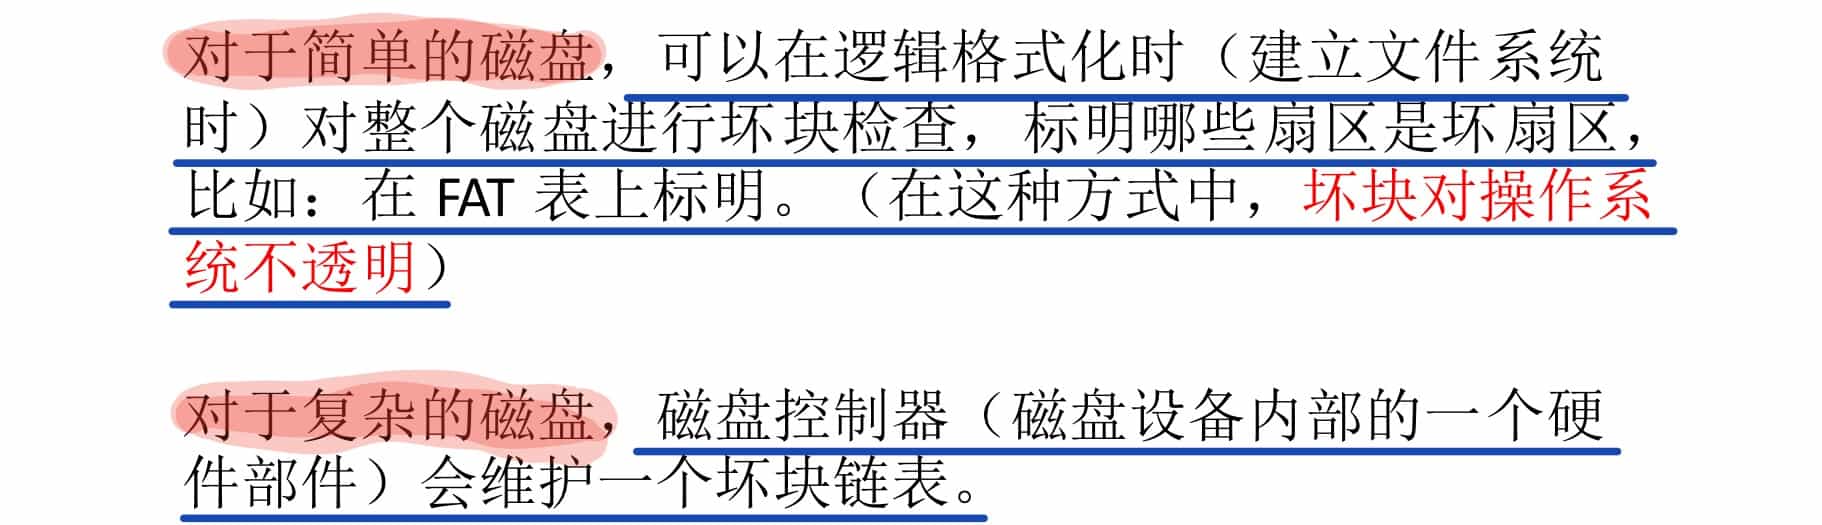 对于简单的磁盘，可以在逻辑格式化时（建立文件系统
时）对整个磁盘进行坏块检查，标明哪些扇区是坏扇区，
比如：在 FAT 表上标明。（在这种方式中，坏块对操作系
统不透明）
对于复杂的磁盘，磁盘控制器（磁盘设备内部的一个硬
件部件）会维护一个坏块链表。